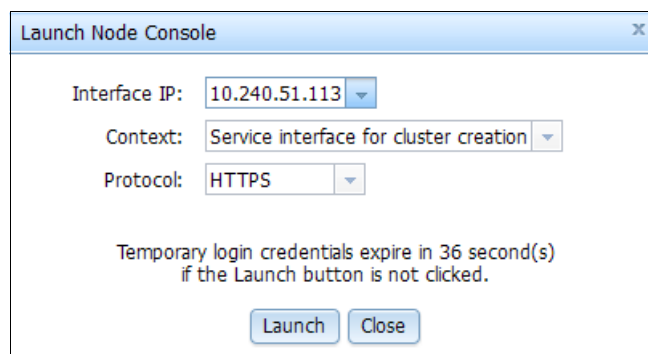 Launch Node Console x
Interface IP: 10.240.51.113
Context: Service interface for cluster creation
Protocol: HTTPS
Temporary login credentials expire in 36 second(s)
if the Launch button is not clicked.
Launch Close